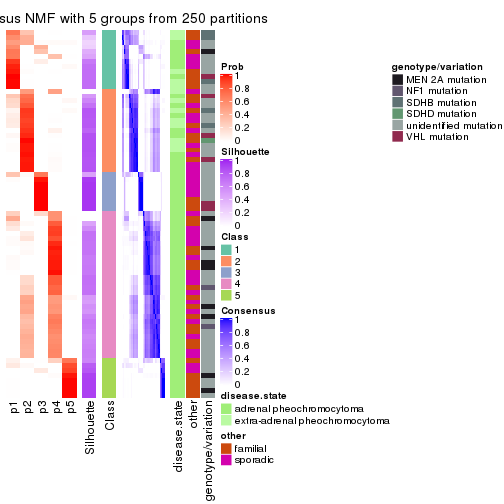 sus NMF with 5 groups from 250 partitions
Prob
1
0.8
0.6
0.4
0.2
0
Silhouette
1
0.8
0.6
0.4
0.2
0
Class
1
2
3
4
5
Consensus
1
0.8
0.6
0.4
0.2
0
disease.state
adrenal pheochromocytoma
extra-adrenal pheochromocytoma
other
familial
sporadic
genotype/variation
MEN 2A mutation
NF1 mutation
SDHB mutation
SDHD mutation
unidentified mutation
VHL mutation
p1
p2
p3
p4
p5
Silhouette
Class
disease.state
other
genotype/variation